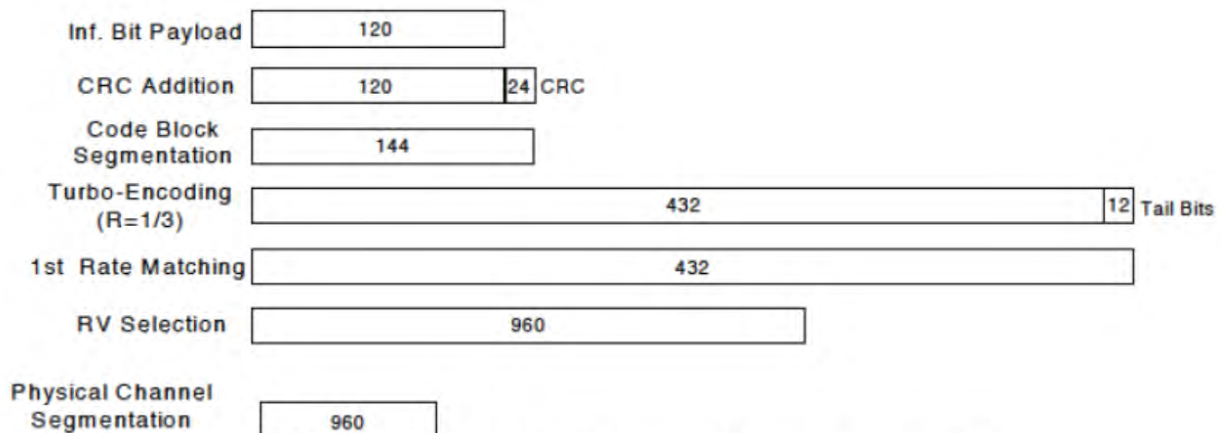 Inf. Bit Payload 120
CRC Addition 120 24 CRC
Code Block
Segmentation 144
Turbo-Encoding
(R=1/3) 432 12 Tail Bits
1st Rate Matching 432
RV Selection 960
Physical Channel
Segmentation 960